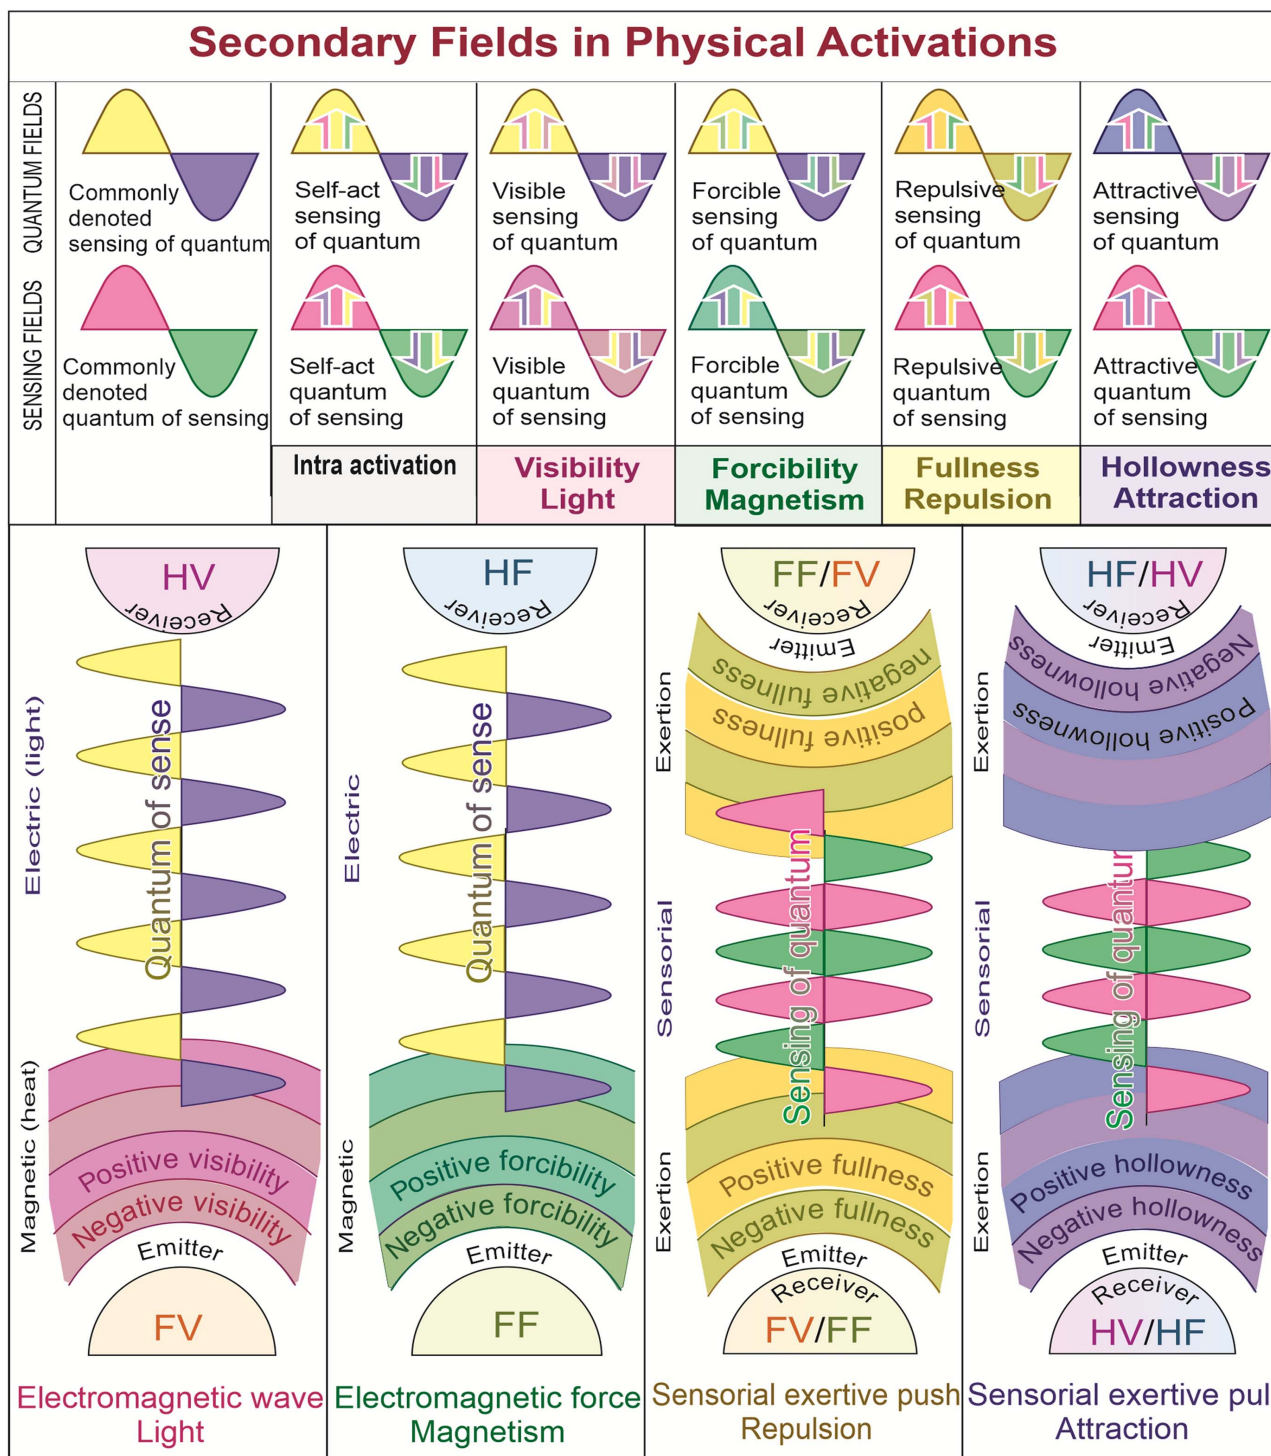 Secondary Fields in Physical Activations
QUANTUM FIELDS
Commonly
denoted
sensing of quantum
Self-act
sensing
of quantum
Visible
sensing
of quantum
Forcible
sensing
of quantum
Repulsive
sensing
of quantum
Attractive
sensing
of quantum
SENSING FIELDS
Commonly
denoted
quantum of sensing
Self-act
quantum
of sensing
Visible
quantum
of sensing
Forcible
quantum
of sensing
Repulsive
quantum
of sensing
Attractive
quantum
of sensing
Intra activation
Visibility
Light
Forcibility
Magnetism
Fullness
Repulsion
Hollowness
Attraction
HV
Receiver
Electric (light)
Quantum of sense
Magnetic (heat)
Positive visibility
Negative visibility
Emitter
FV
Electromagnetic wave
Light
HF
Receiver
Electric
Quantum of sense
Magnetic
Positive forcibility
Negative forcibility
Emitter
FF
Electromagnetic force
Magnetism
FF/FV
Receiver
Emitter
negative fullness
positive fullness
Exertion
Sensorial
Sensing of quantum
Exertion
Positive fullness
Negative fullness
Emitter
Receiver
FV/FF
Sensorial exertive push
Repulsion
HF/HV
Receiver
Emitter
Negative hollowness
Positive hollowness
Exertion
Sensorial
Sensing of quantum
Exertion
Positive hollowness
Negative hollowness
Emitter
Receiver
HV/HF
Sensorial exertive pul
Attraction